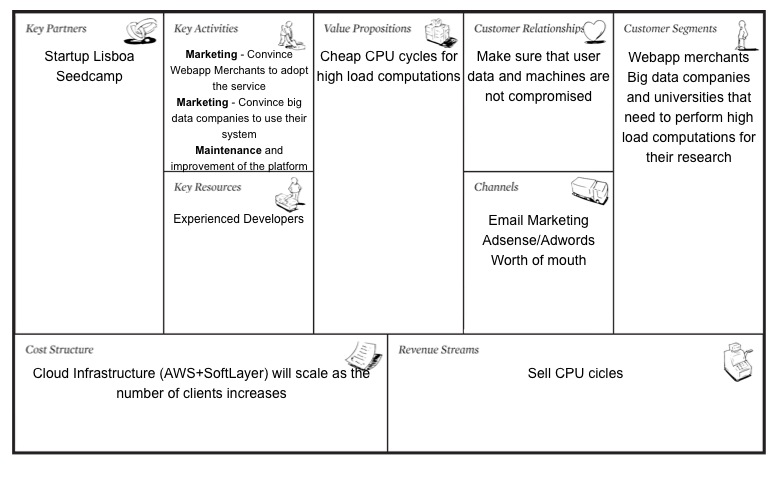 Key Partners
Startup Lisboa
Seedcamp
Key Activities
Marketing - Convince
Webapp Merchants to adopt
the service
Marketing - Convince big
data companies to use their
system
Maintenance and
improvement of the platform
Key Resources
Experienced Developers
Value Propositions
Cheap CPU cycles for
high load computations
Customer Relationships
Make sure that user
data and machines are
not compromised
Channels
Email Marketing
Adsense/Adwords
Worth of mouth
Customer Segments
Webapp merchants
Big data companies
and universities that
need to perform high
load computations for
their research
Cost Structure
Cloud Infrastructure (AWS+SoftLayer) will scale as the
number of clients increases
Revenue Streams
Sell CPU cicles